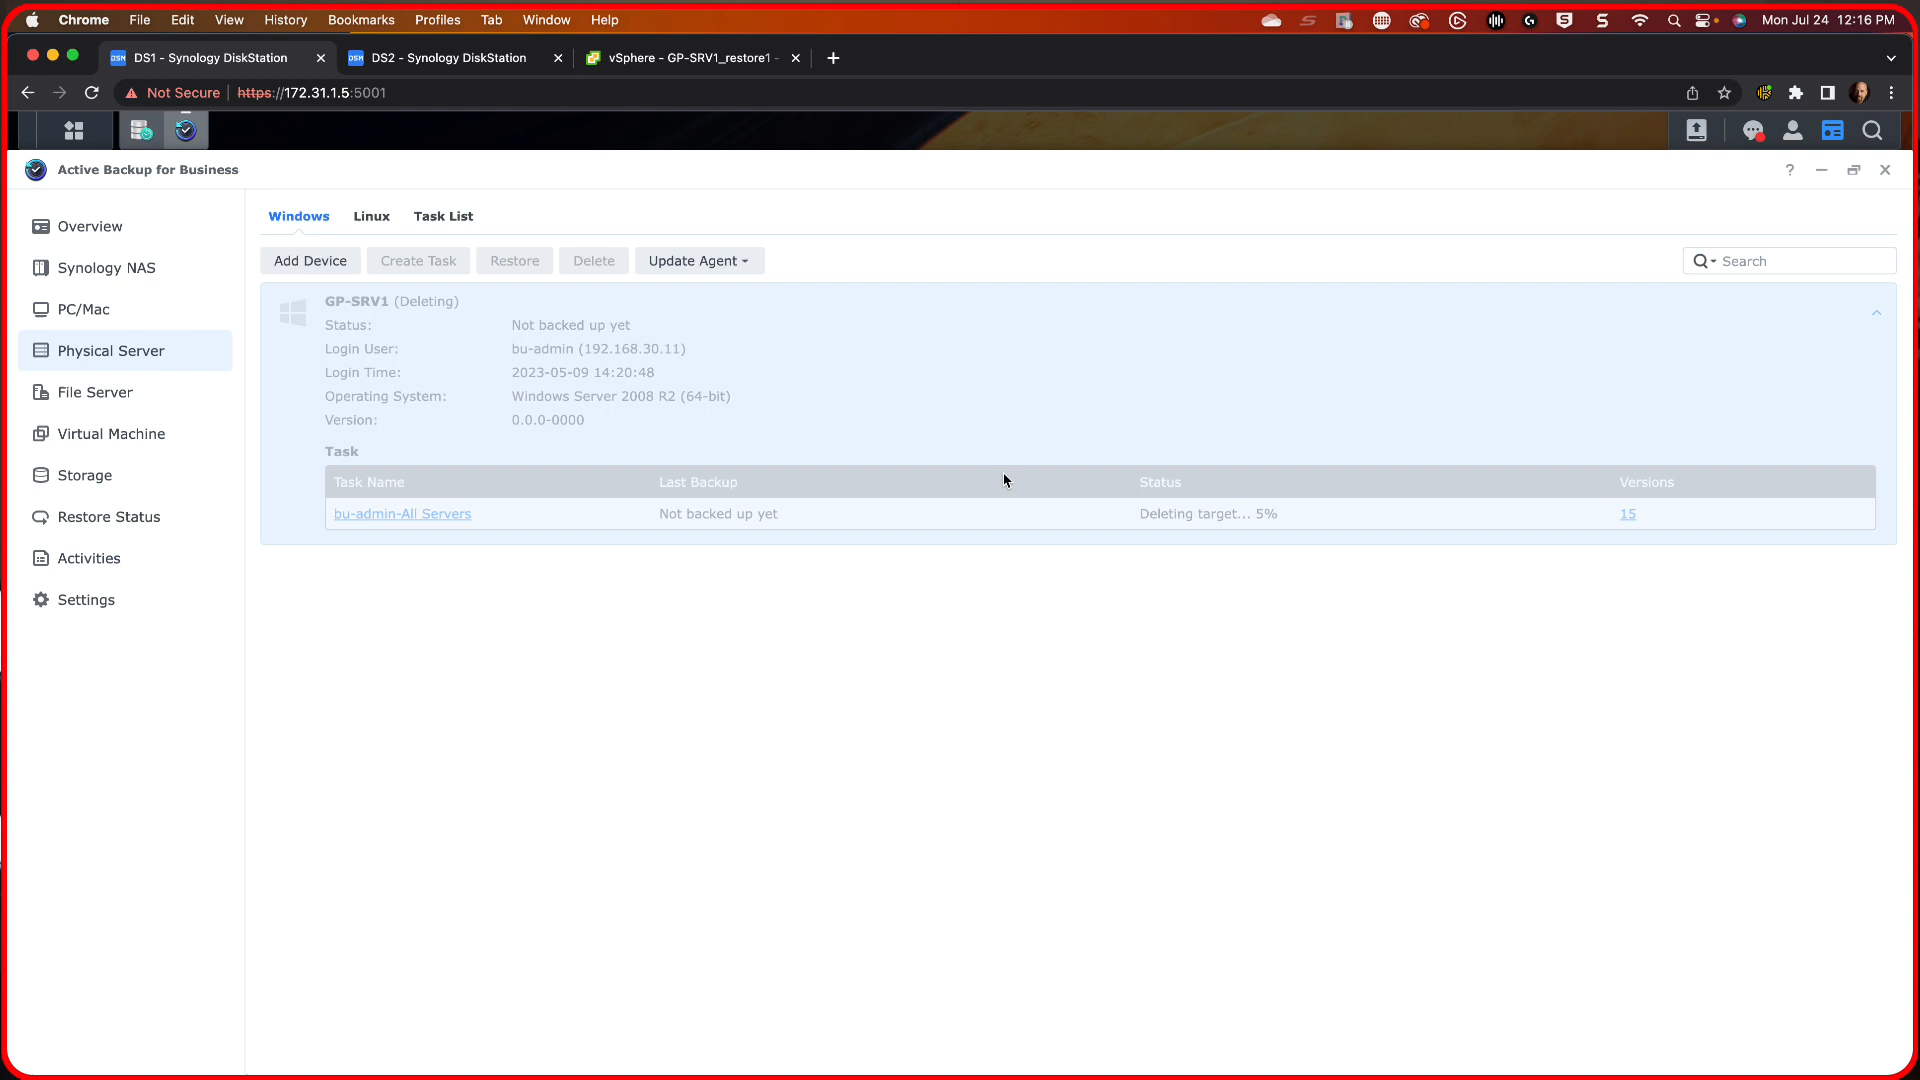 Chrome File Edit View History Bookmarks Profiles Tab Window Help Mon Jul 24 12:16 PM
DS1 - Synology DiskStation DS2 - Synology DiskStation vSphere - GP-SRV1_restore1 -
Not Secure https://172.31.1.5:5001
Active Backup for Business
Overview
Synology NAS
PC/Mac
Physical Server
File Server
Virtual Machine
Storage
Restore Status
Activities
Settings
Windows Linux Task List
Add Device Create Task Restore Delete Update Agent Search
GP-SRV1 (Deleting)
Status: Not backed up yet
Login User: bu-admin (192.168.30.11)
Login Time: 2023-05-09 14:20:48
Operating System: Windows Server 2008 R2 (64-bit)
Version: 0.0.0-0000
Task
Task Name Last Backup Status Versions
bu-admin-All Servers Not backed up yet Deleting target... 5% 15